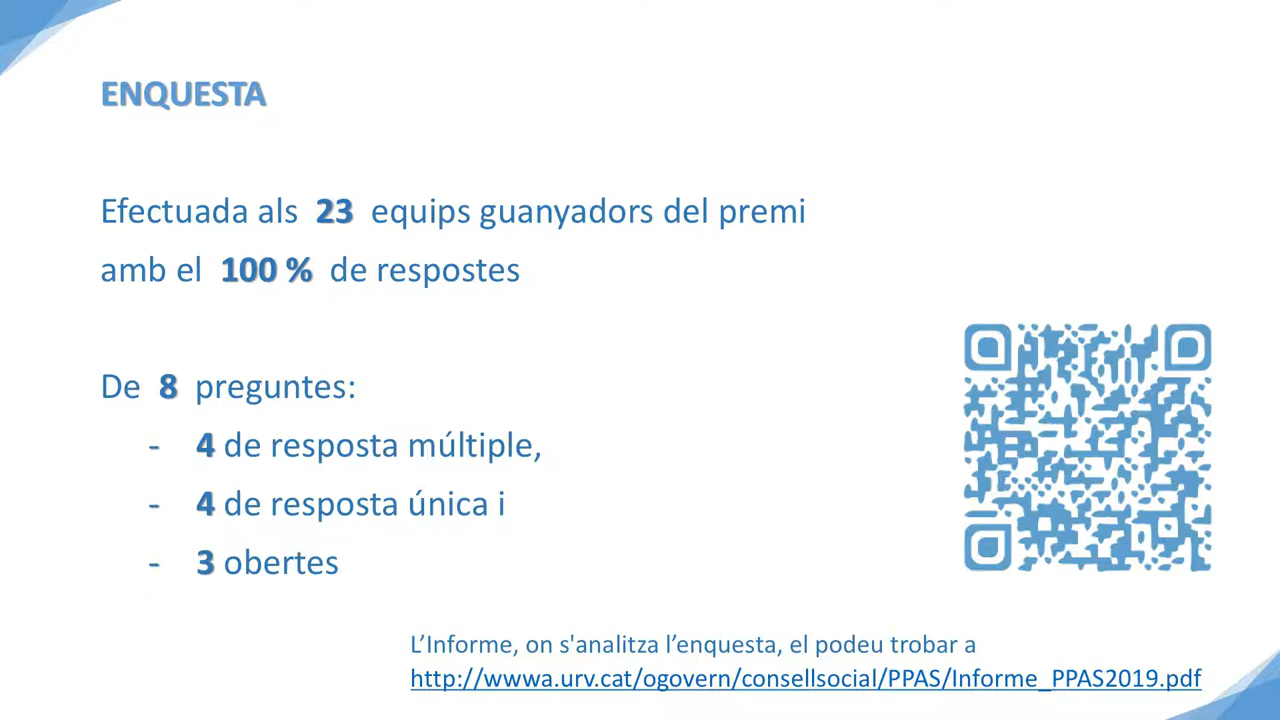 ENQUESTA
Efectuada als 23 equips guanyadors del premi
amb el 100 % de respostes
De 8 preguntes:
- 4 de resposta múltiple,
- 4 de resposta única i
- 3 obertes
L’Informe, on s'analitza l’enquesta, el podeu trobar a
http://wwwa.urv.cat/ogovern/consellsocial/PPAS/Informe_PPAS2019.pdf